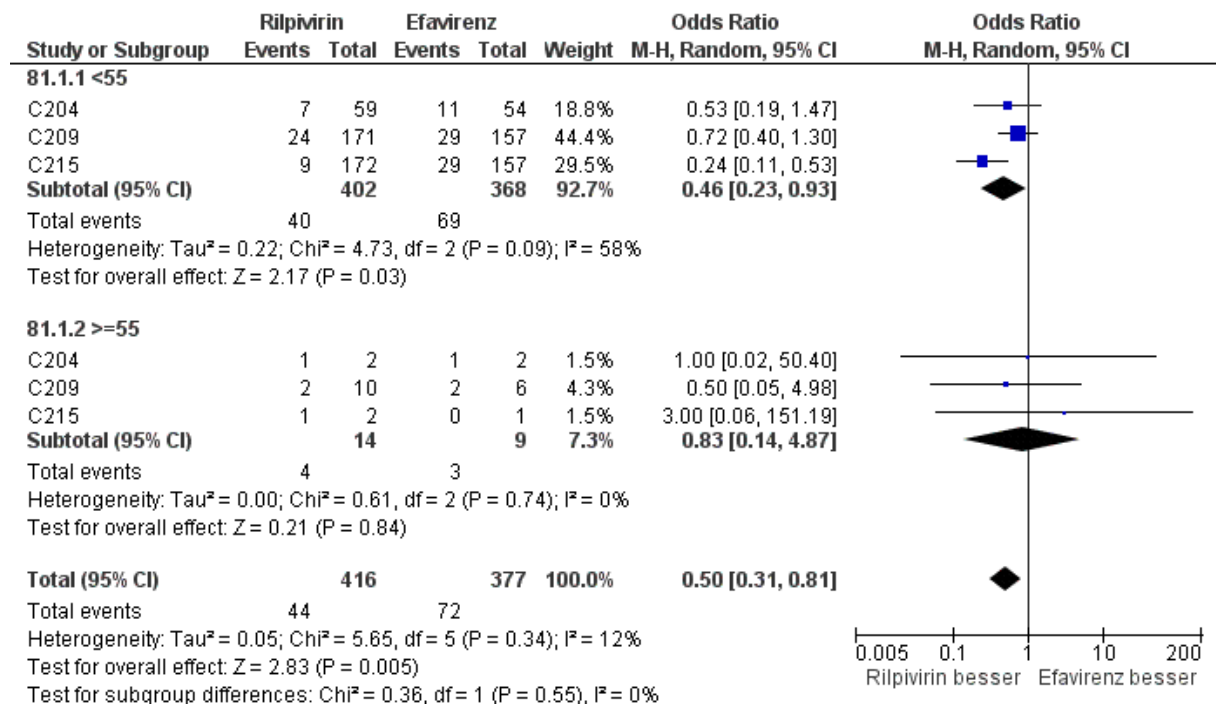 Rilpivirin Efavirenz Odds Ratio Odds Ratio
Study or Subgroup Events Total Events Total Weight M-H, Random, 95% CI M-H, Random, 95% CI
81.1.1 <55
C204 7 59 11 54 18.8% 0.53 [0.19, 1.47]
C209 24 171 29 157 44.4% 0.72 [0.40, 1.30]
C215 9 172 29 157 29.5% 0.24 [0.11, 0.53]
Subtotal (95% CI) 402 368 92.7% 0.46 [0.23, 0.93]
Total events 40 69
Heterogeneity: Tau² = 0.22; Chi² = 4.73, df = 2 (P = 0.09); I² = 58%
Test for overall effect: Z = 2.17 (P = 0.03)
81.1.2 >=55
C204 1 2 1 2 1.5% 1.00 [0.02, 50.40]
C209 2 10 2 6 4.3% 0.50 [0.05, 4.98]
C215 1 2 0 1 1.5% 3.00 [0.06, 151.19]
Subtotal (95% CI) 14 9 7.3% 0.83 [0.14, 4.87]
Total events 4 3
Heterogeneity: Tau² = 0.00; Chi² = 0.61, df = 2 (P = 0.74); I² = 0%
Test for overall effect: Z = 0.21 (P = 0.84)
Total (95% CI) 416 377 100.0% 0.50 [0.31, 0.81]
Total events 44 72
Heterogeneity: Tau² = 0.05; Chi² = 5.65, df = 5 (P = 0.34); I² = 12%
Test for overall effect: Z = 2.83 (P = 0.005)
Test for subgroup differences: Chi² = 0.36, df = 1 (P = 0.55), I² = 0%
0.005 0.1 1 10 200
Rilpivirin besser Efavirenz besser